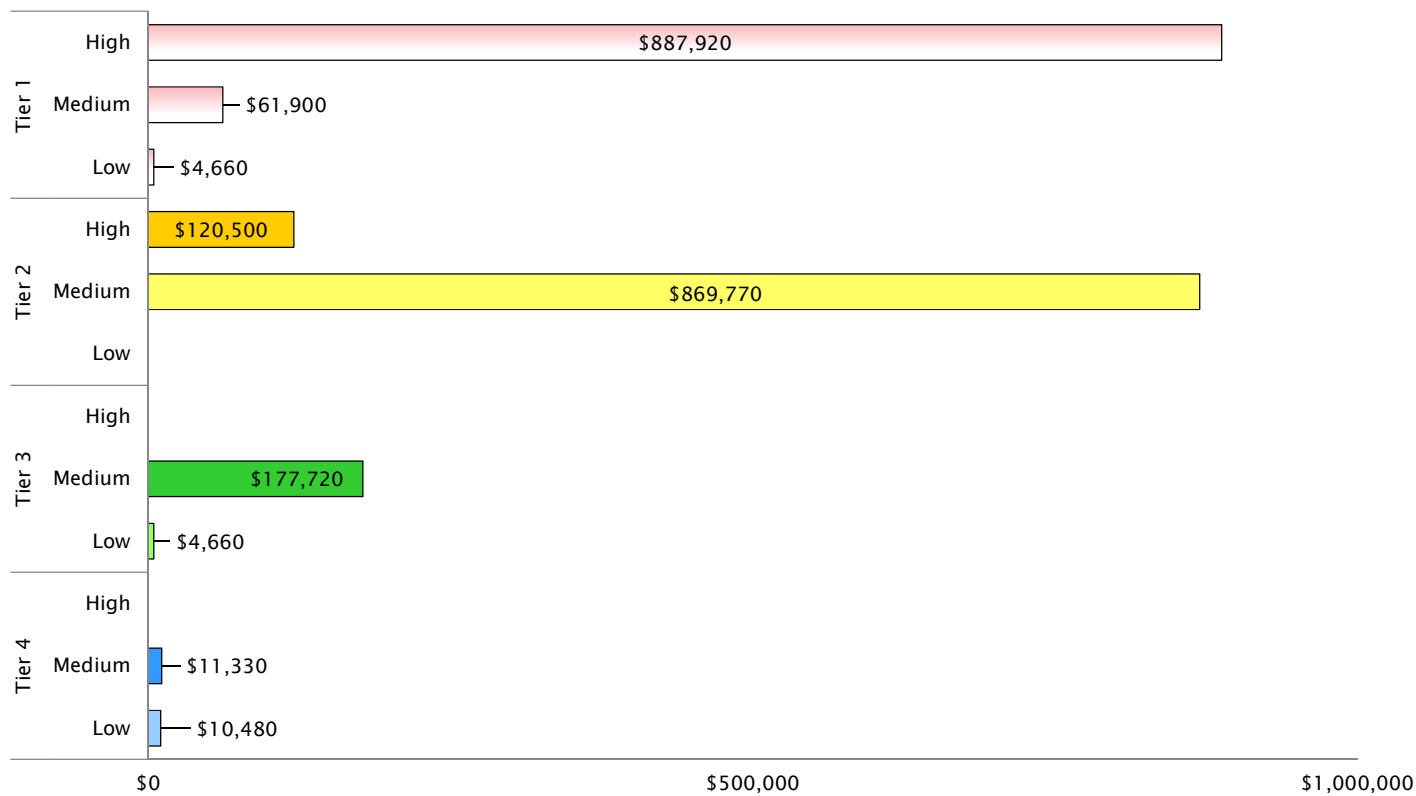 Tier 1
High $887,920
Medium $61,900
Low $4,660
Tier 2
High $120,500
Medium $869,770
Low
Tier 3
High
Medium $177,720
Low $4,660
Tier 4
High
Medium $11,330
Low $10,480
$0 $500,000 $1,000,000